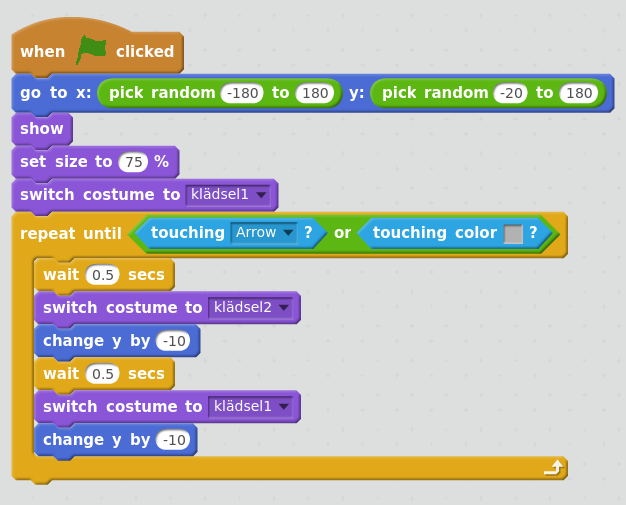 when clicked
go to x: pick random -180 to 180 y: pick random -20 to 180
show
set size to 75 %
switch costume to klädsel1
repeat until touching Arrow ? or touching color ?
wait 0.5 secs
switch costume to klädsel2
change y by -10
wait 0.5 secs
switch costume to klädsel1
change y by -10